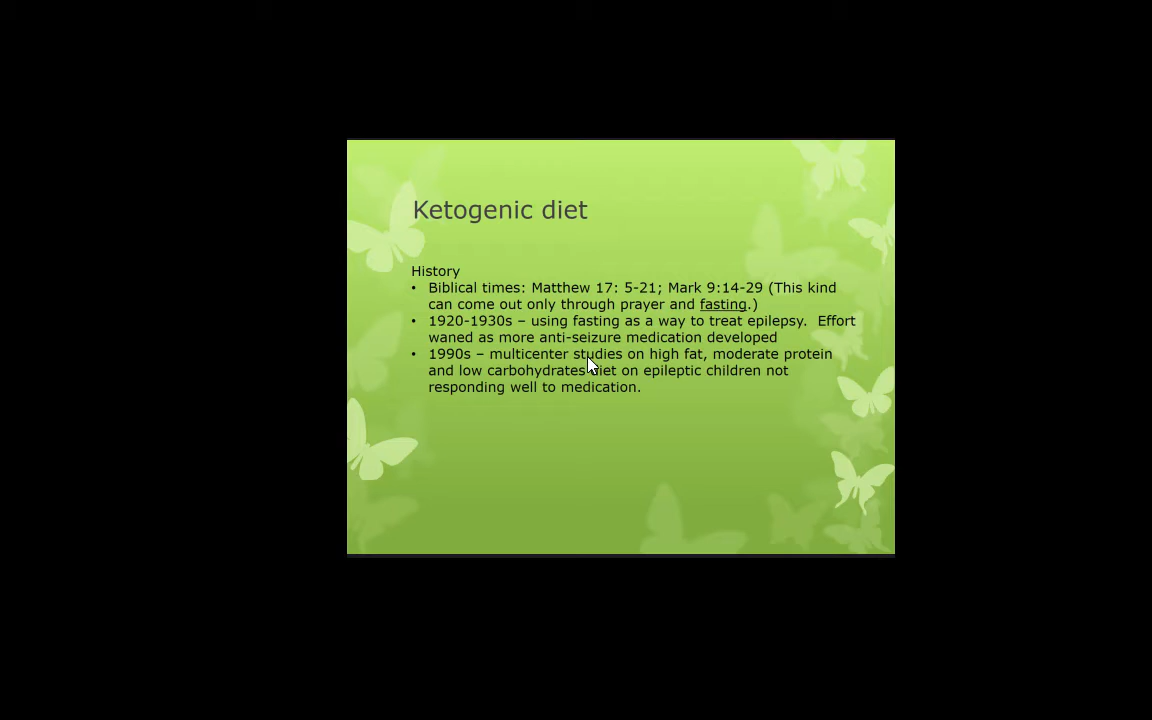 Ketogenic diet
History
• Biblical times: Matthew 17: 5-21; Mark 9:14-29 (This kind
can come out only through prayer and fasting.)
• 1920-1930s – using fasting as a way to treat epilepsy.  Effort
waned as more anti-seizure medication developed
• 1990s – multicenter studies on high fat, moderate protein
and low carbohydrates diet on epileptic children not
responding well to medication.